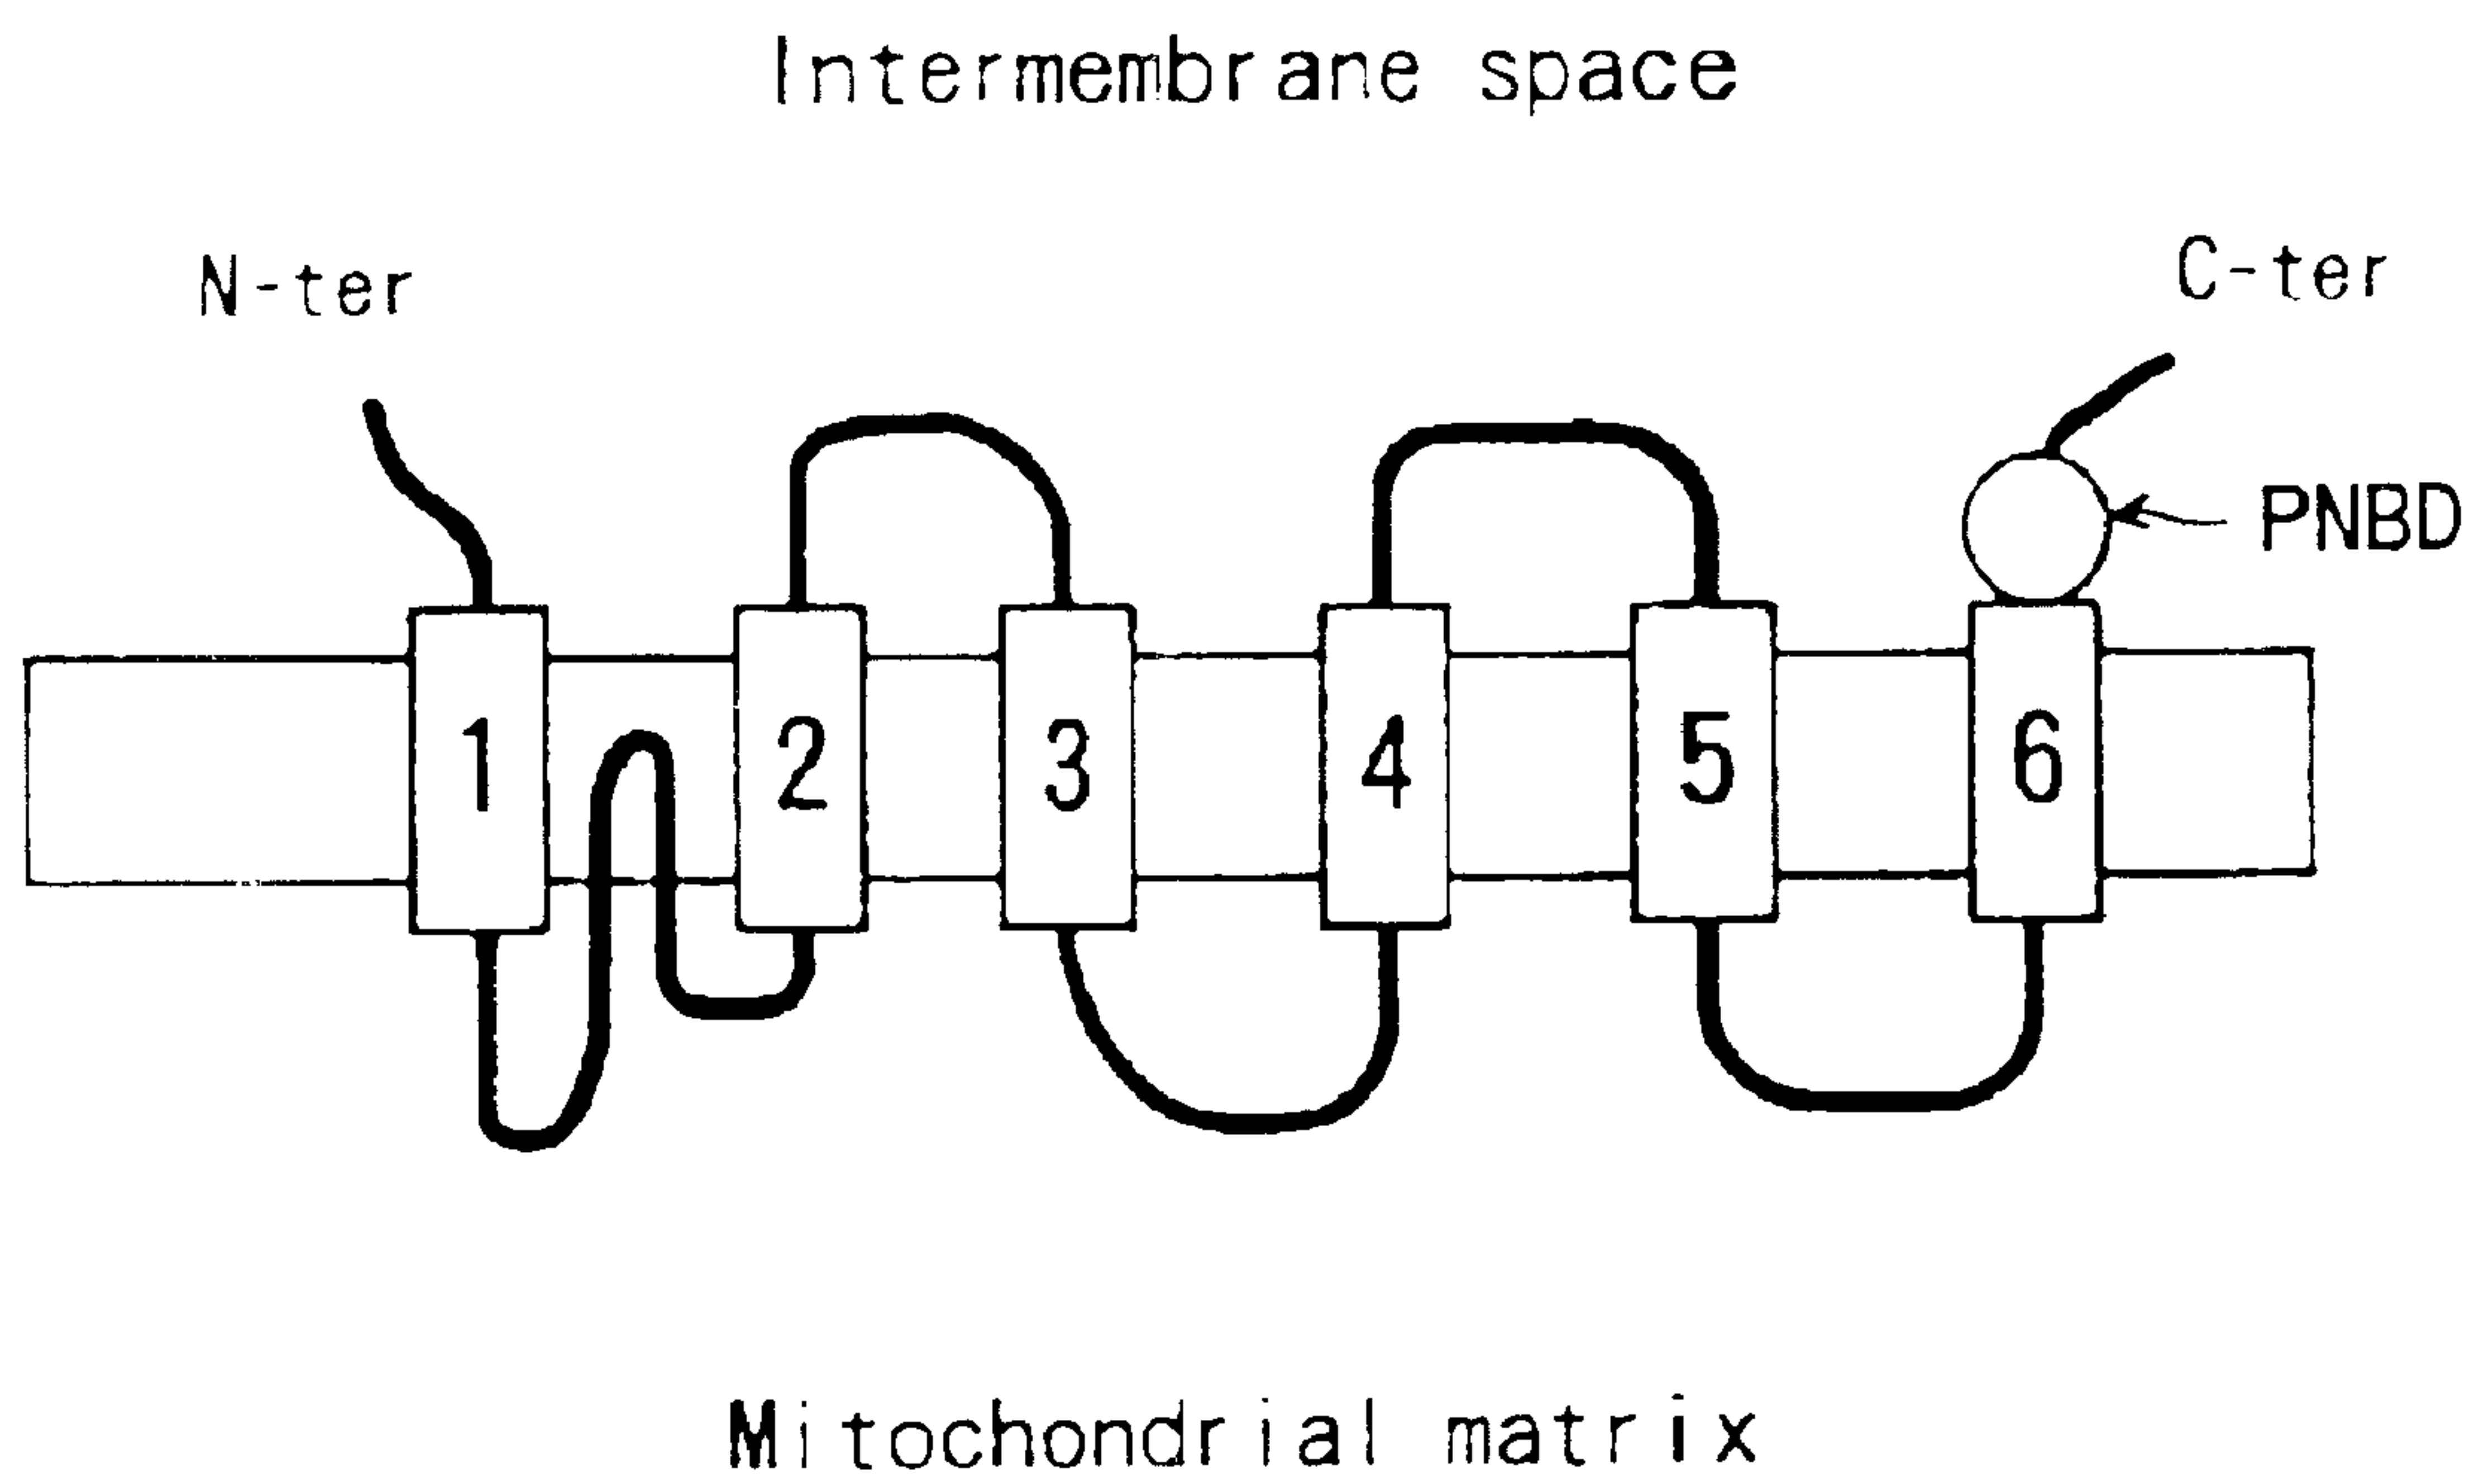 Intermembrane space
N-ter
C-ter
PNBD
1 2 3 4 5 6
Mitochondrial matrix